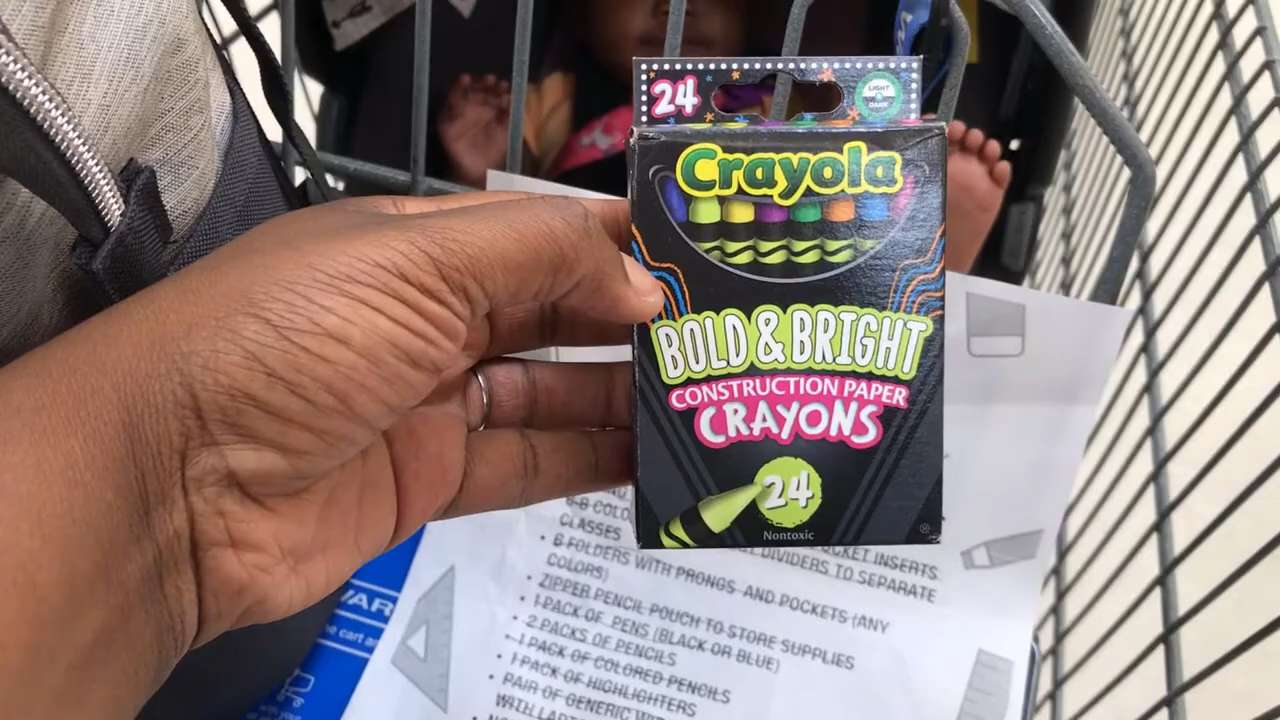 24
LIGHT
DARK
Crayola
BOLD & BRIGHT
CONSTRUCTION PAPER
CRAYONS
24
Nontoxic
®
POCKET INSERTS
CLASSES DIVIDERS TO SEPARATE
• 6 FOLDERS WITH PRONGS AND POCKETS (ANY
COLORS)
• ZIPPER PENCIL POUCH TO STORE SUPPLIES
• 1 PACK OF PENS (BLACK OR BLUE)
• 2 PACKS OF PENCILS
• 1 PACK OF COLORED PENCILS
• 1 PACK OF HIGHLIGHTERS
• PAIR OF GENERIC
WITH